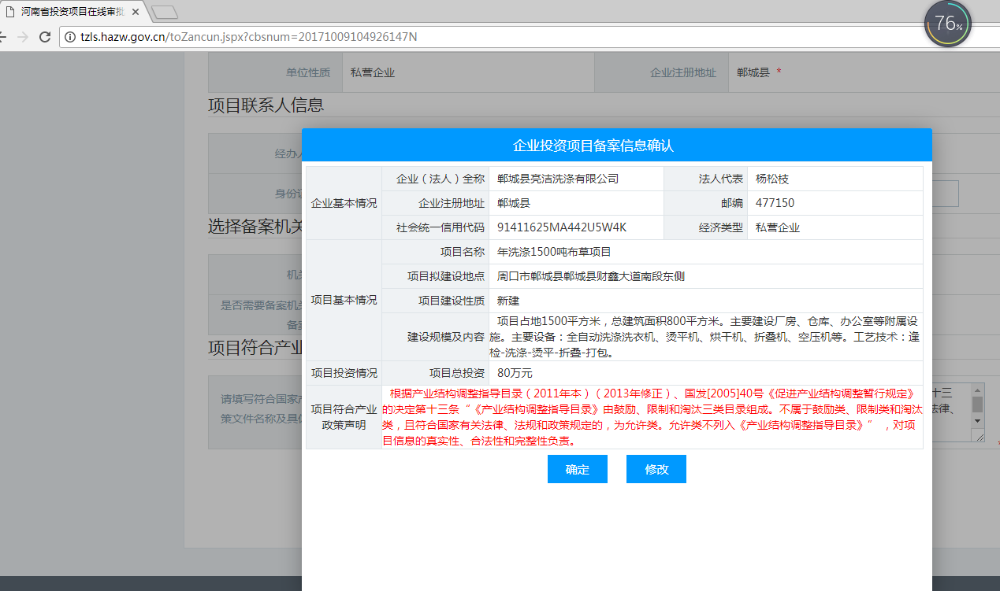 河南省投资项目在线审批
76%
tzls.hazw.gov.cn/toZancun.jspx?cbsnum=20171009104926147N
单位性质 私营企业 企业注册地址 郸城县 *
项目联系人信息
经办人
身份证
选择备案机关
机关
是否需要备案机关
备案
项目符合产业
请填写符合国家产
策文件名称及具体
十三
法律、
企业投资项目备案信息确认
企业基本情况
企业（法人）全称 郸城县亮洁洗涤有限公司 法人代表 杨松枝
企业注册地址 郸城县 邮编 477150
社会统一信用代码 91411625MA442U5W4K 经济类型 私营企业
项目基本情况
项目名称 年洗涤1500吨布草项目
项目拟建设地点 周口市郸城县郸城县财鑫大道南段东侧
项目建设性质 新建
建设规模及内容
项目占地1500平方米，总建筑面积800平方米。主要建设厂房、仓库、办公室等附属设
施。主要设备：全自动洗涤洗衣机、烫平机、烘干机、折叠机、空压机等。工艺技术：逢
检-洗涤-烫平-折叠-打包。
项目投资情况 项目总投资 80万元
项目符合产业
政策声明
根据产业结构调整指导目录（2011年本）（2013年修正）、国发[2005]40号《促进产业结构调整暂行规定》
的决定第十三条“《产业结构调整指导目录》由鼓励、限制和淘汰三类目录组成。不属于鼓励类、限制类和淘汰
类，且符合国家有关法律、法规和政策规定的，为允许类。允许类不列入《产业结构调整指导目录》” ，对项
目信息的真实性、合法性和完整性负责。
确定 修改